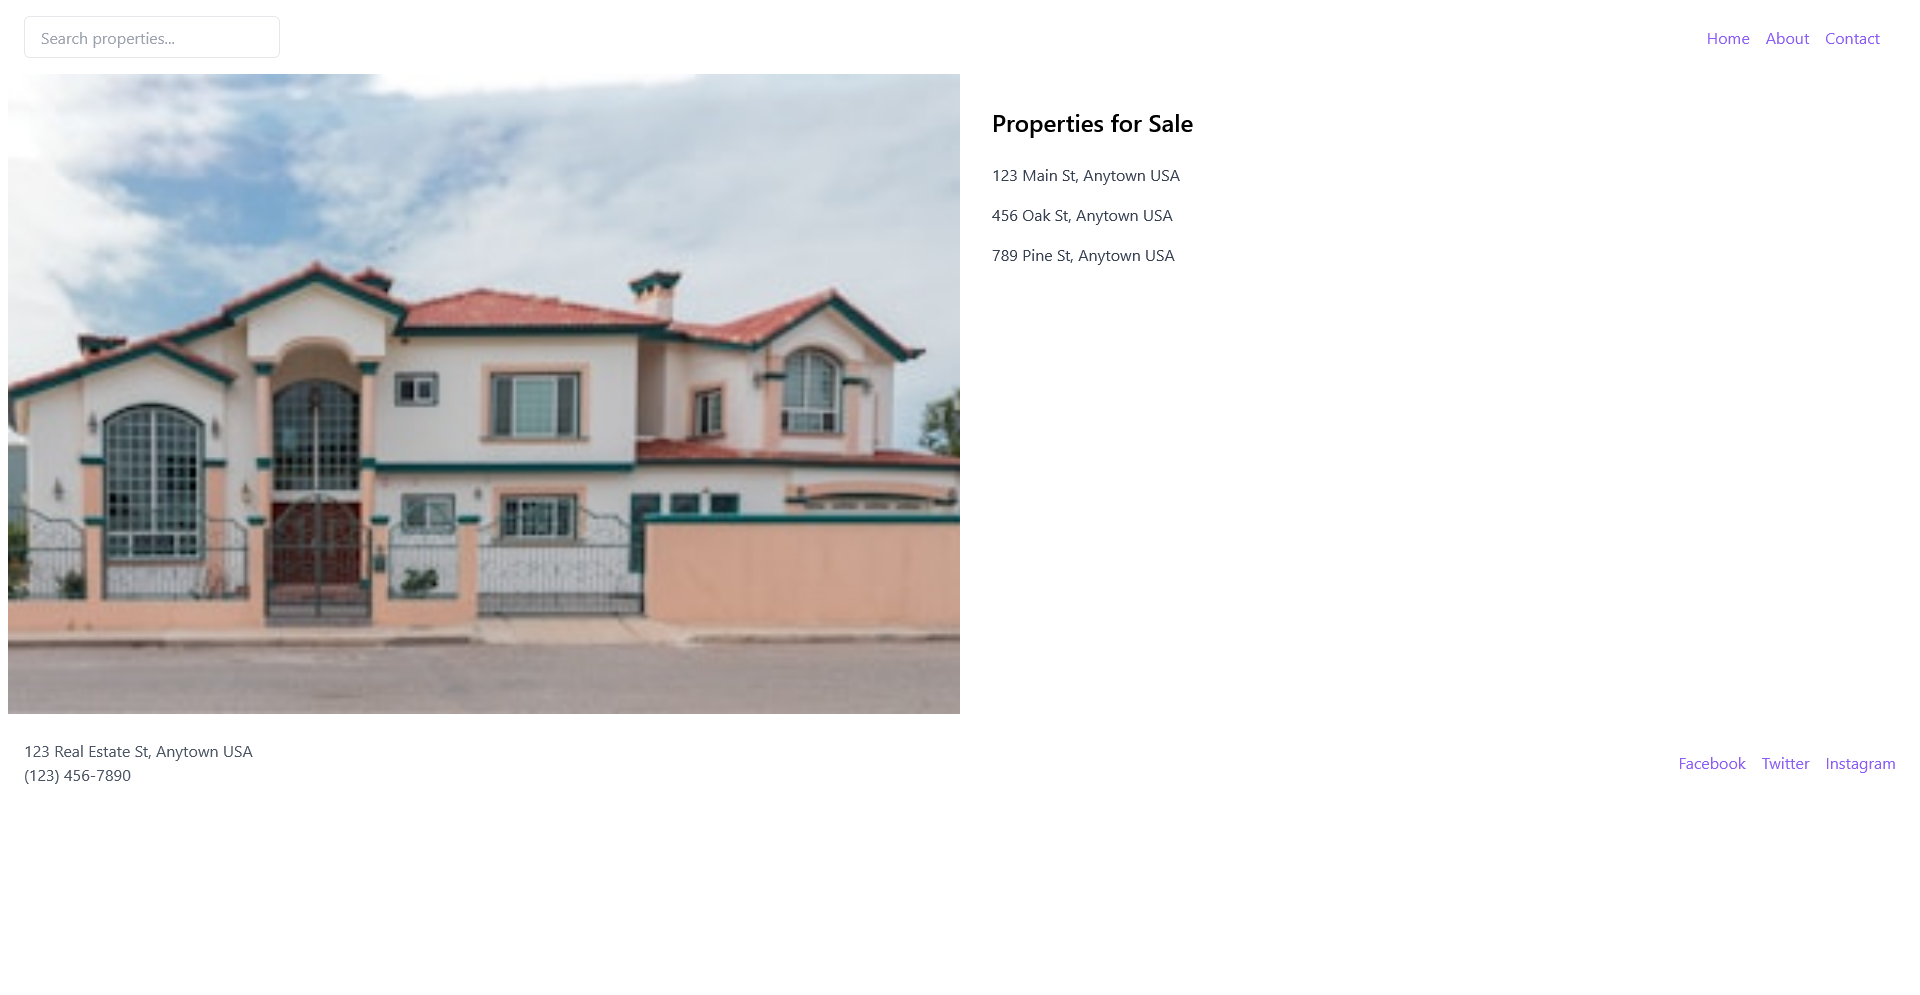 Search properties...
Home About Contact
Properties for Sale
123 Main St, Anytown USA
456 Oak St, Anytown USA
789 Pine St, Anytown USA
123 Real Estate St, Anytown USA
(123) 456-7890
Facebook Twitter Instagram